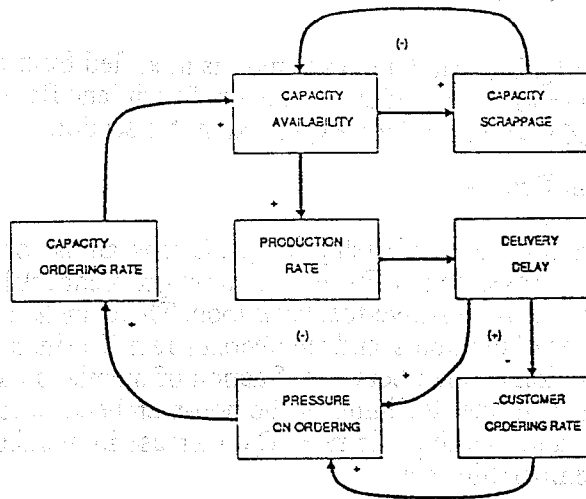 (-)
CAPACITY
AVAILABILITY
+
CAPACITY
SCRAPPAGE
+
+
CAPACITY
ORDERING RATE
PRODUCTION
RATE
DELIVERY
DELAY
(-)
(+)
-
+
PRESSURE
ON ORDERING
CUSTOMER
ORDERING RATE
+